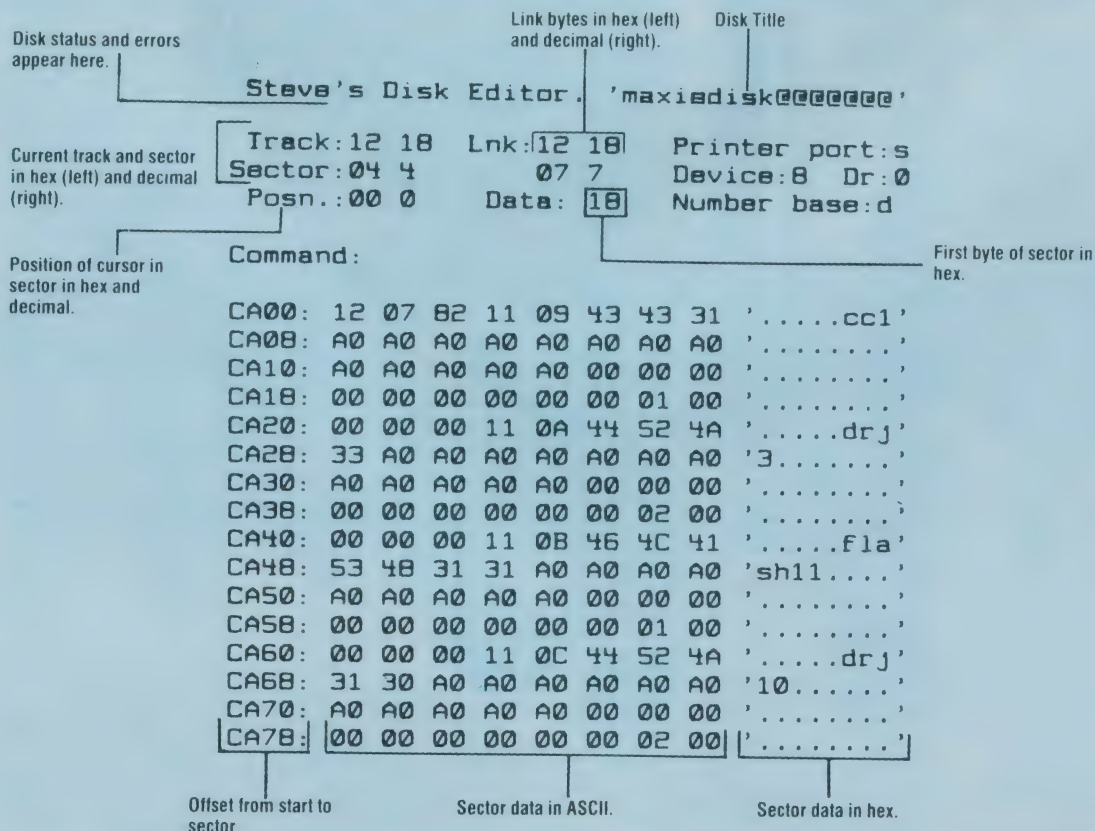 Link bytes in hex (left)
and decimal (right).
Disk Title
Disk status and errors
appear here.
Steve's Disk Editor. 'maxiedisk@@@@@@@'
Track:12 18 Lnk:12 18 Printer port:s
Sector:04 4 07 7 Device:8 Dr:0
Posn.:00 0 Data: 18 Number base:d
Current track and sector
in hex (left) and decimal
(right).
Position of cursor in
sector in hex and
decimal.
Command:
First byte of sector in
hex.
CA00: 12 07 82 11 09 43 43 31 '.....cc1'
CA08: A0 A0 A0 A0 A0 A0 A0 A0 '........'
CA10: A0 A0 A0 A0 A0 00 00 00 '........'
CA18: 00 00 00 00 00 00 01 00 '........'
CA20: 00 00 00 11 0A 44 52 4A '.....drj'
CA28: 33 A0 A0 A0 A0 A0 A0 A0 '3.......'
CA30: A0 A0 A0 A0 A0 00 00 00 '........'
CA38: 00 00 00 00 00 00 02 00 '........'
CA40: 00 00 00 11 0B 46 4C 41 '.....fla'
CA48: 53 48 31 31 A0 A0 A0 A0 'sh11....'
CA50: A0 A0 A0 A0 A0 00 00 00 '........'
CA58: 00 00 00 00 00 00 01 00 '........'
CA60: 00 00 00 11 0C 44 52 4A '.....drj'
CA68: 31 30 A0 A0 A0 A0 A0 A0 '10......'
CA70: A0 A0 A0 A0 A0 00 00 00 '........'
CA78: 00 00 00 00 00 00 02 00 '........'
Offset from start to
sector
Sector data in ASCII.
Sector data in hex.